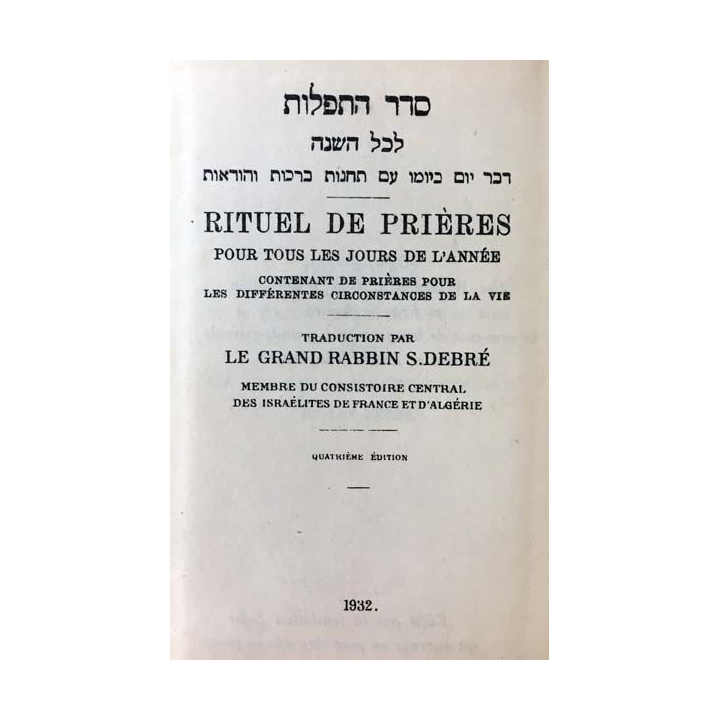 סדר התפלות
לכל השנה
דבר יום ביומו עם תחנות ברכות והודאות
RITUEL DE PRIÈRES
POUR TOUS LES JOURS DE L'ANNÉE
CONTENANT DE PRIÈRES POUR
LES DIFFÉRENTES CIRCONSTANCES DE LA VIE
TRADUCTION PAR
LE GRAND RABBIN S. DEBRÉ
MEMBRE DU CONSISTOIRE CENTRAL
DES ISRAÉLITES DE FRANCE ET D'ALGÉRIE
QUATRIÉME ÉDITION
1932.